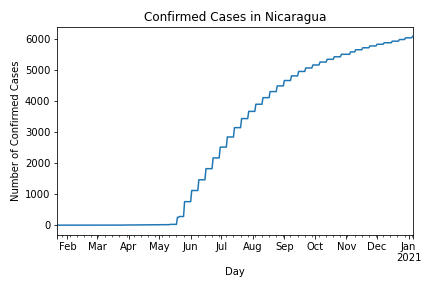 Confirmed Cases in Nicaragua
Number of Confirmed Cases
6000
5000
4000
3000
2000
1000
0
Feb Mar Apr May Jun Jul Aug Sep Oct Nov Dec Jan
2021
Day